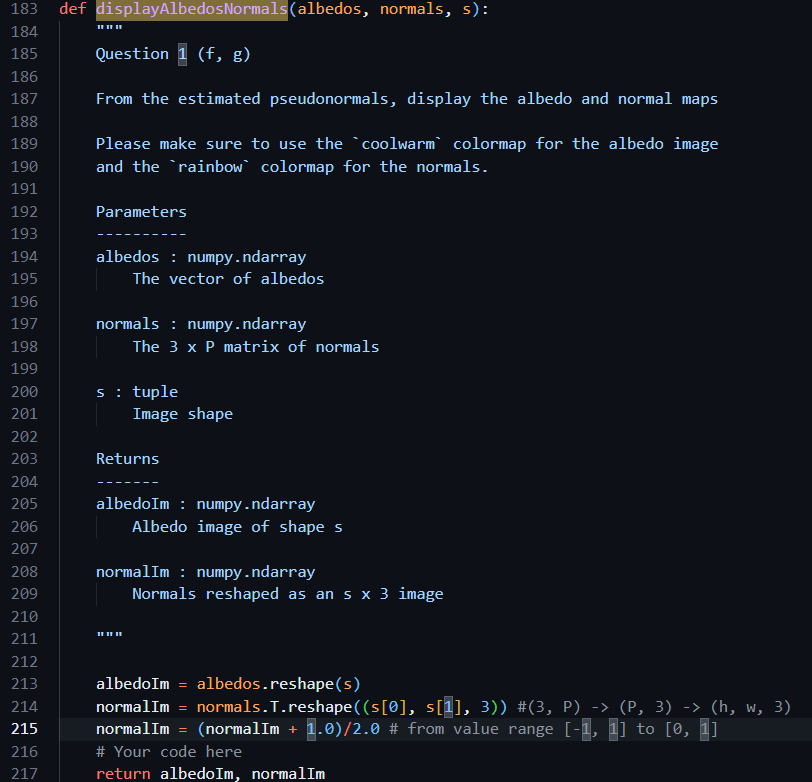 183 def displayAlbedosNormals(albedos, normals, s):
184 """
185 Question 1 (f, g)
186
187 From the estimated pseudonormals, display the albedo and normal maps
188
189 Please make sure to use the `coolwarm` colormap for the albedo image
190 and the `rainbow` colormap for the normals.
191
192 Parameters
193 ----------
194 albedos : numpy.ndarray
195 The vector of albedos
196
197 normals : numpy.ndarray
198 The 3 x P matrix of normals
199
200 s : tuple
201 Image shape
202
203 Returns
204 -------
205 albedoIm : numpy.ndarray
206 Albedo image of shape s
207
208 normalIm : numpy.ndarray
209 Normals reshaped as an s x 3 image
210
211 """
212
213 albedoIm = albedos.reshape(s)
214 normalIm = normals.T.reshape((s[0], s[1], 3)) #(3, P) -> (P, 3) -> (h, w, 3)
215 normalIm = (normalIm + 1.0)/2.0 # from value range [-1, 1] to [0, 1]
216 # Your code here
217 return albedoIm, normalIm